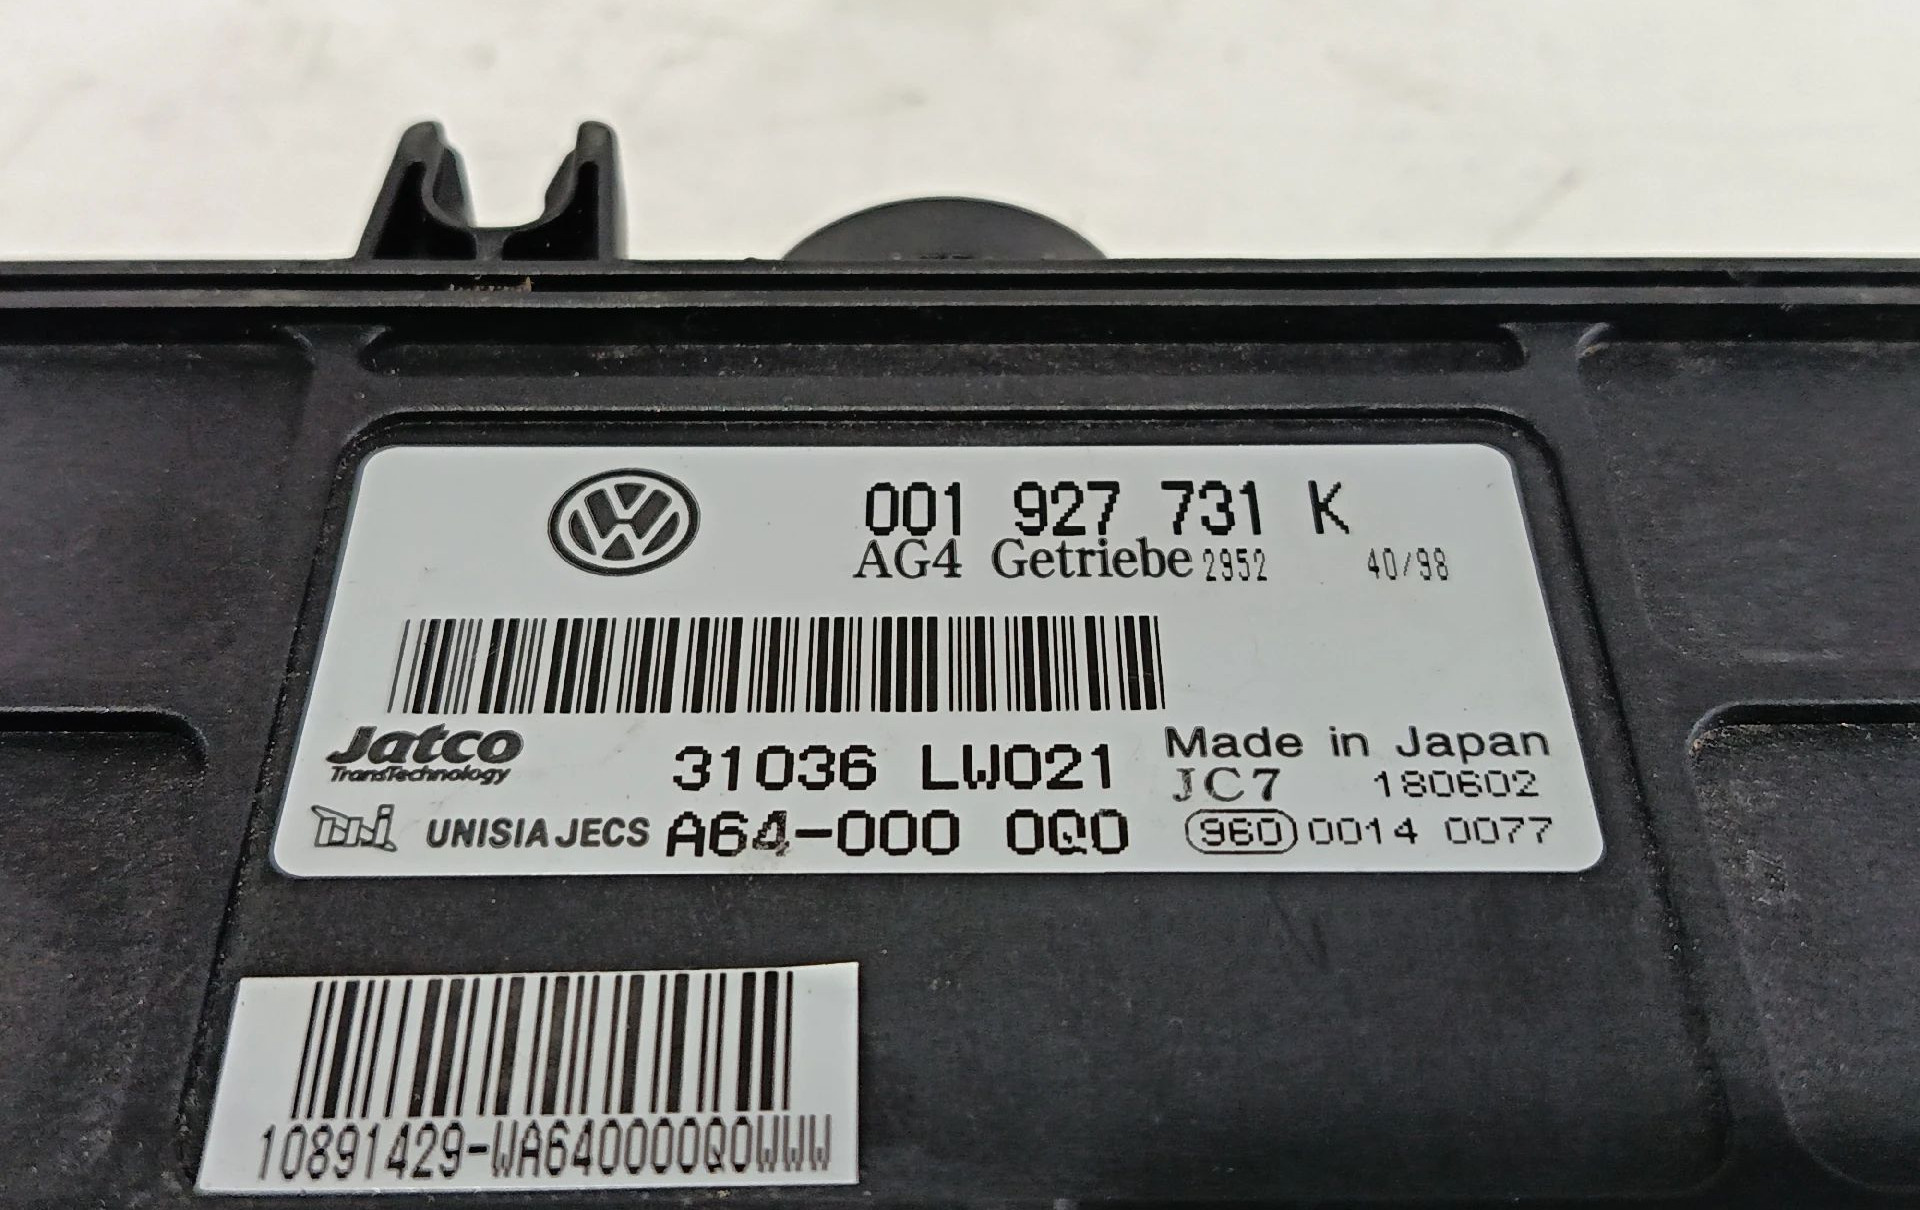 001 927 731 K
AG4 Getriebe 2952 40/98
Jatco
TransTechnology
31036 LW021
Made in Japan
JC7 180602
UNISIA JECS A64-000 0Q0
960 0014 0077
10891429-WA640000Q0WWW